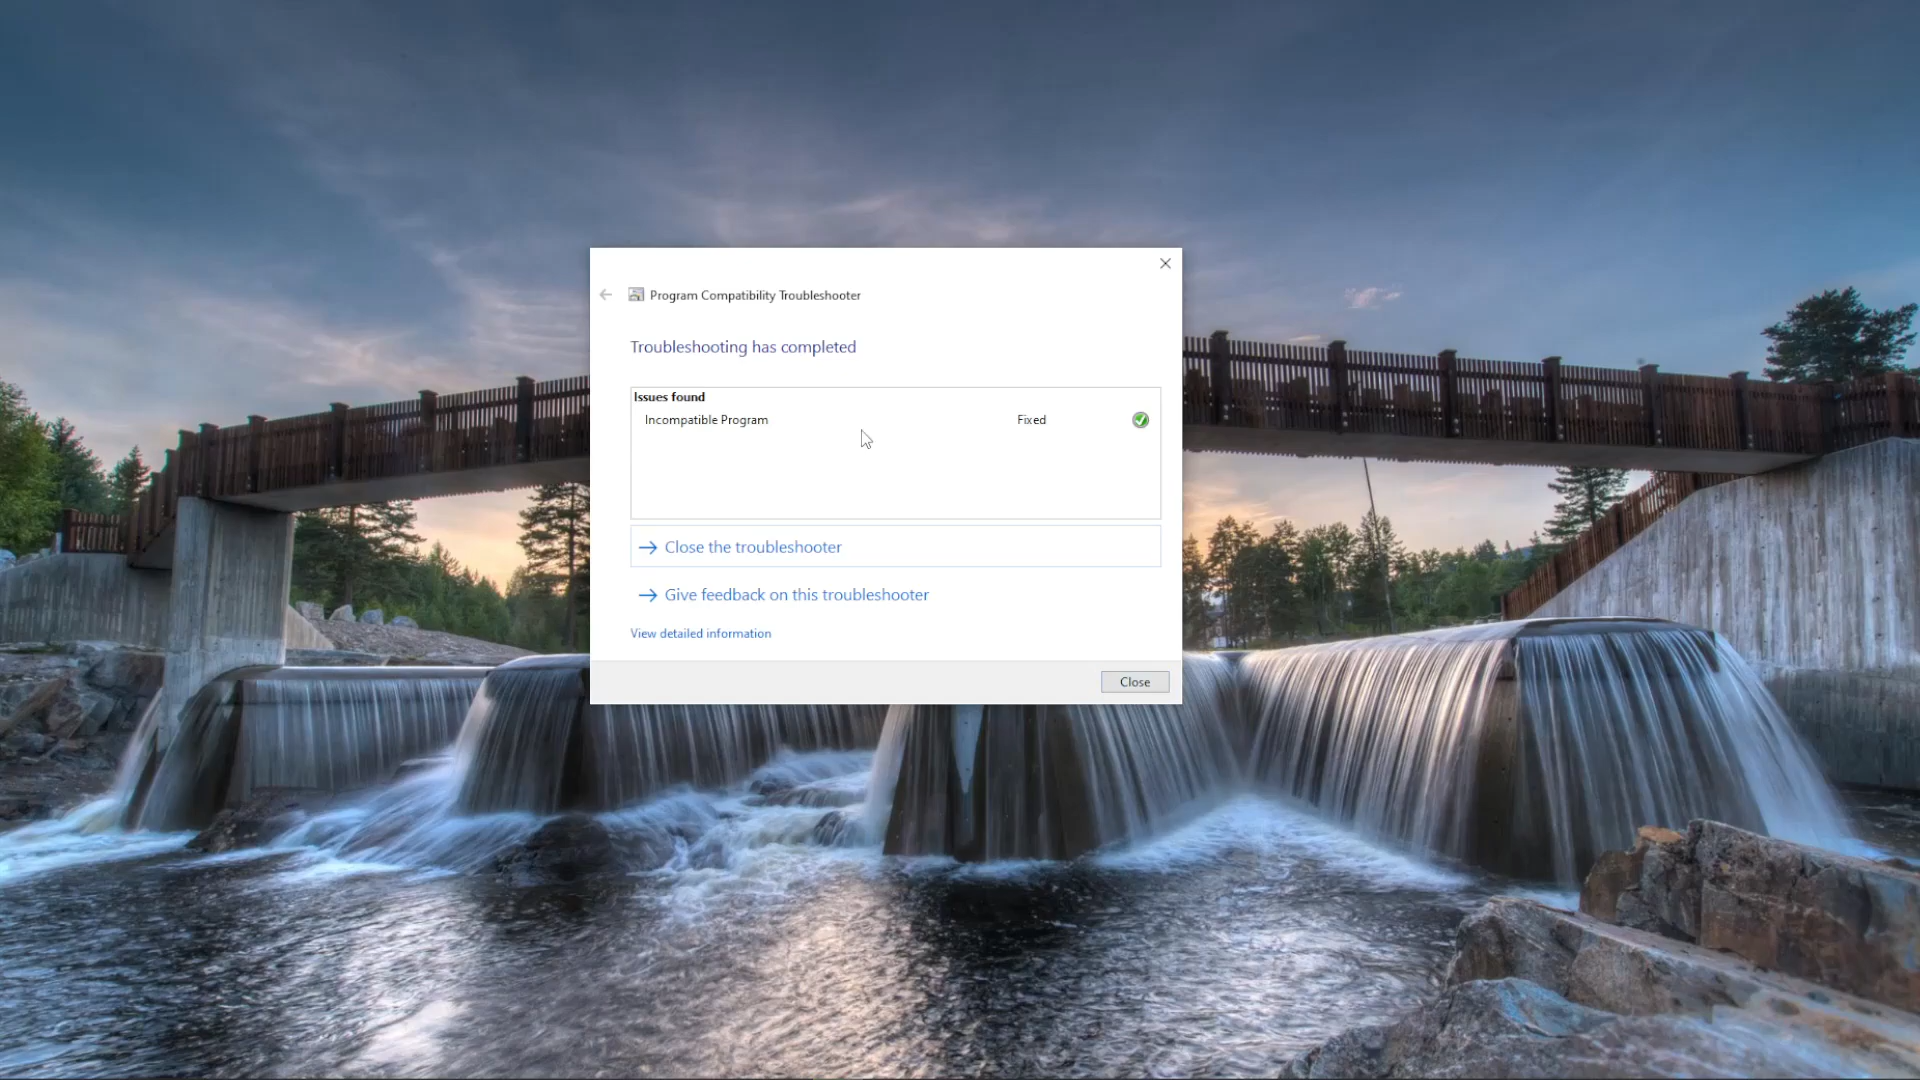 Program Compatibility Troubleshooter
Troubleshooting has completed
Issues found
Incompatible Program Fixed
Close the troubleshooter
Give feedback on this troubleshooter
View detailed information
Close